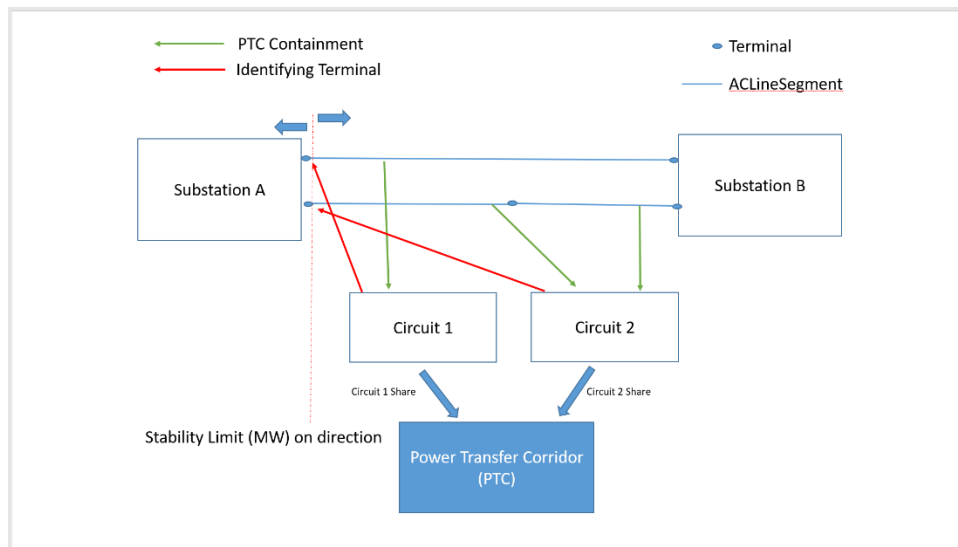 PTC Containment
Identifying Terminal
Terminal
ACLineSegment
Substation A
Substation B
Circuit 1
Circuit 2
Circuit 1 Share
Circuit 2 Share
Stability Limit (MW) on direction
Power Transfer Corridor
(PTC)